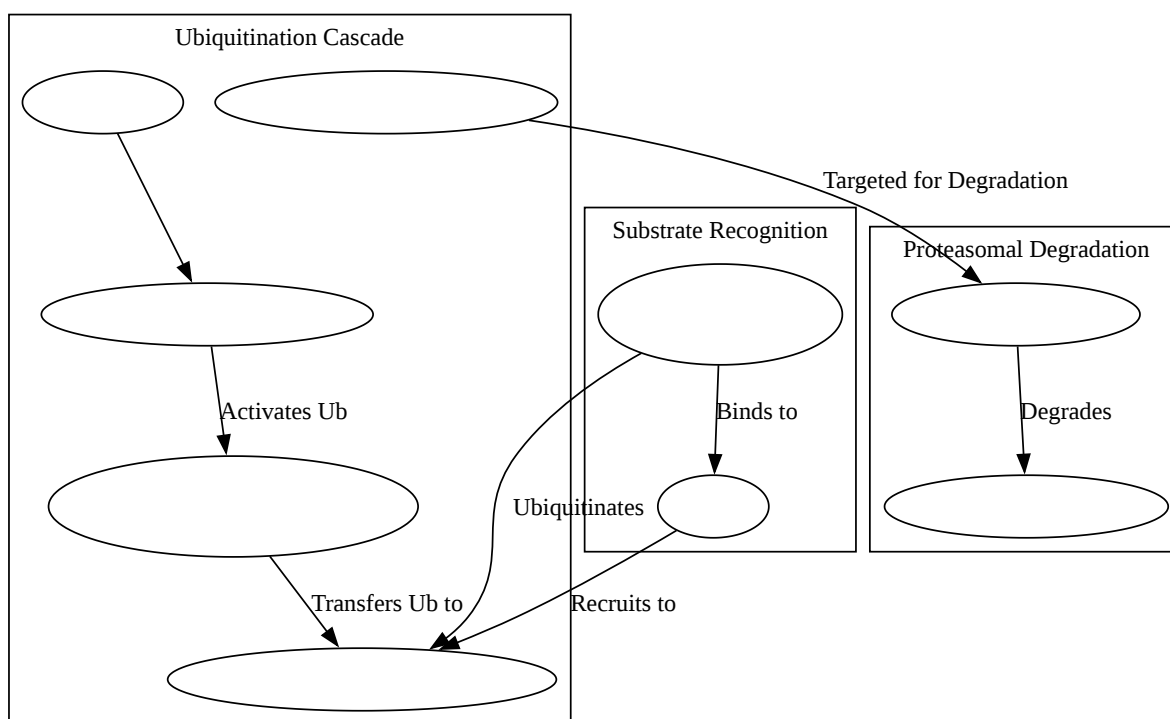 Ubiquitination Cascade
Targeted for Degradation
Substrate Recognition
Proteasomal Degradation
Activates Ub
Binds to
Degrades
Ubiquitinates
Transfers Ub to
Recruits to